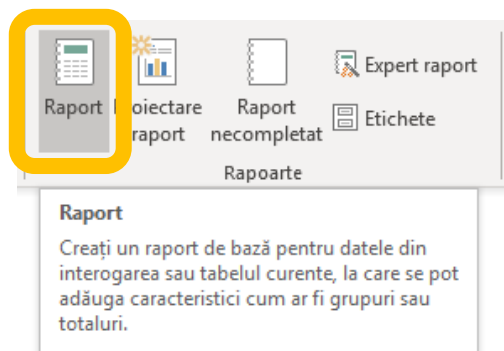 Raport
oiectare
raport
Raport
necompletat
Expert raport
Etichete
Rapoarte
Raport
Creați un raport de bază pentru datele din
interogarea sau tabelul curente, la care se pot
adăuga caracteristici cum ar fi grupuri sau
totaluri.